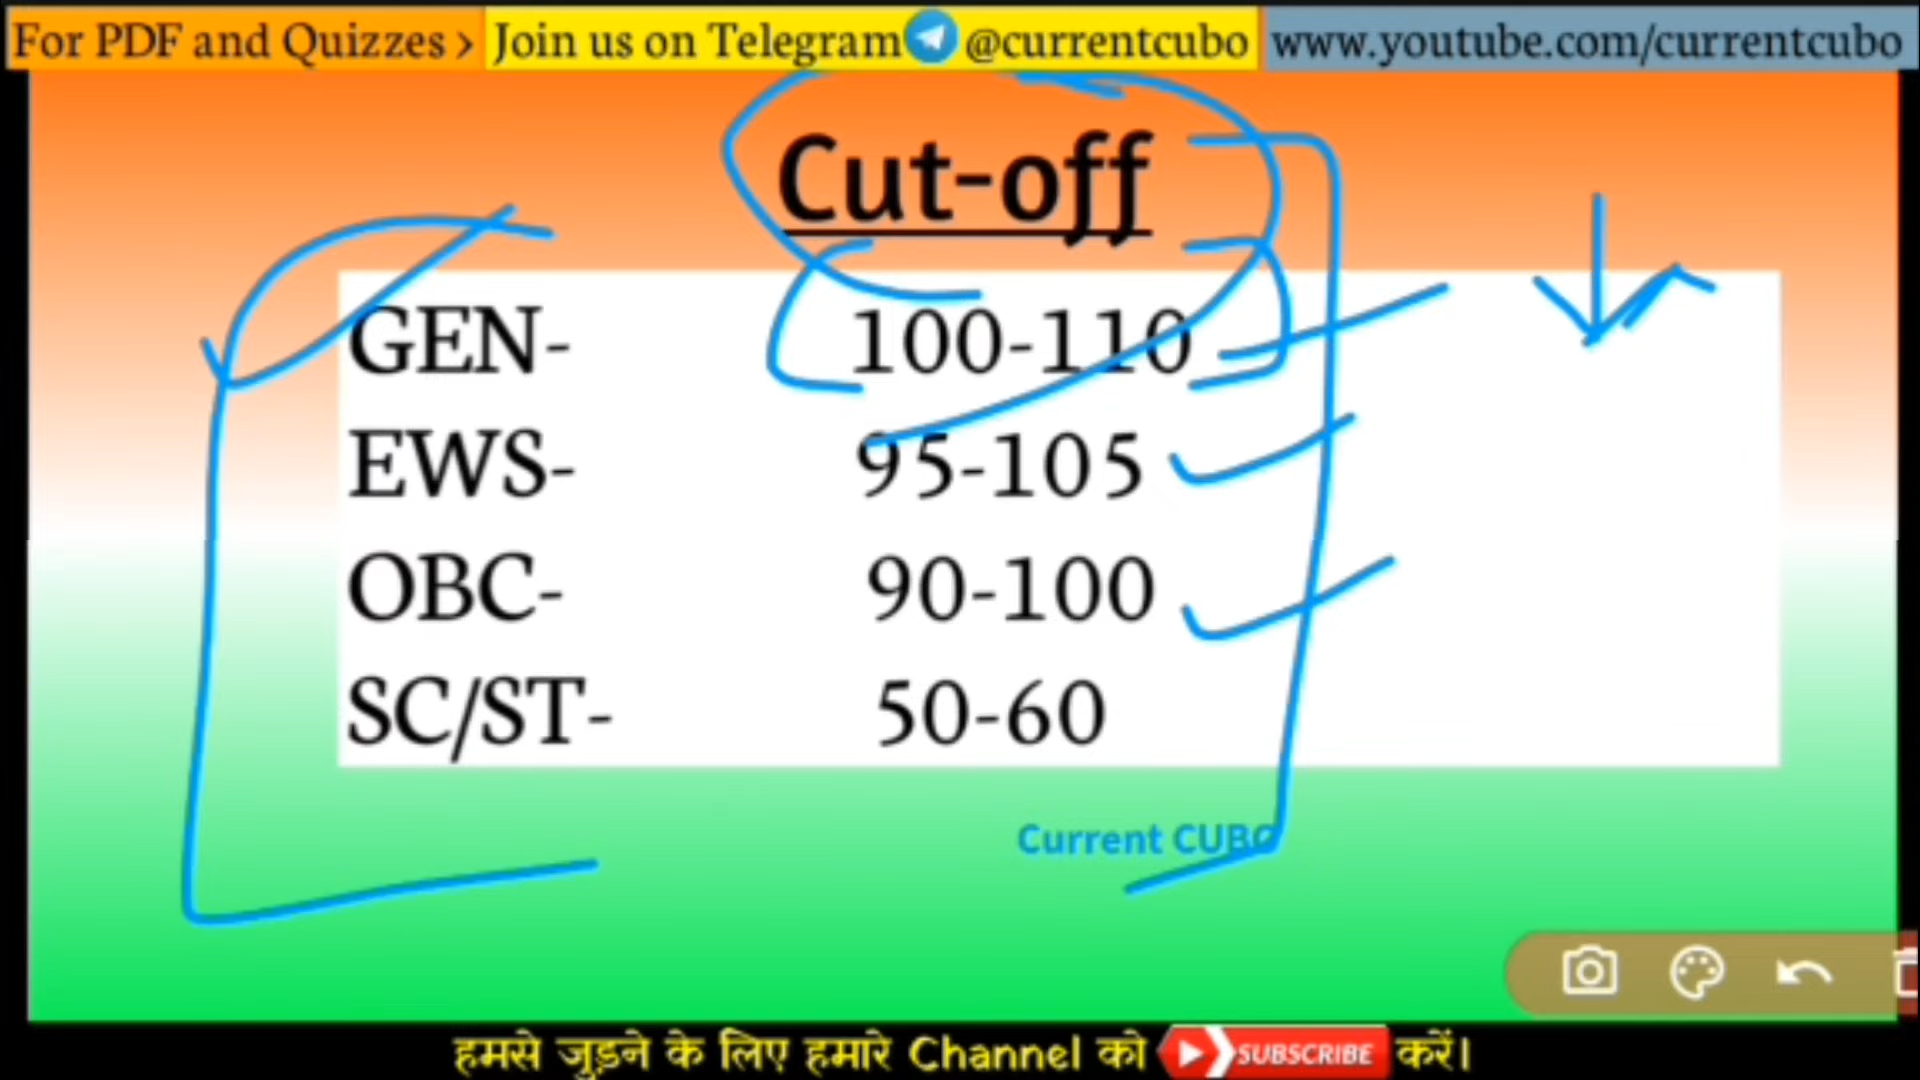 For PDF and Quizzes > Join us on Telegram @currentcubo www.youtube.com/currentcubo
Cut-off
GEN- 100-110
EWS- 95-105
OBC- 90-100
SC/ST- 50-60
Current CUBO
हमसे जुड़ने के लिए हमारे Channel को SUBSCRIBE करें।